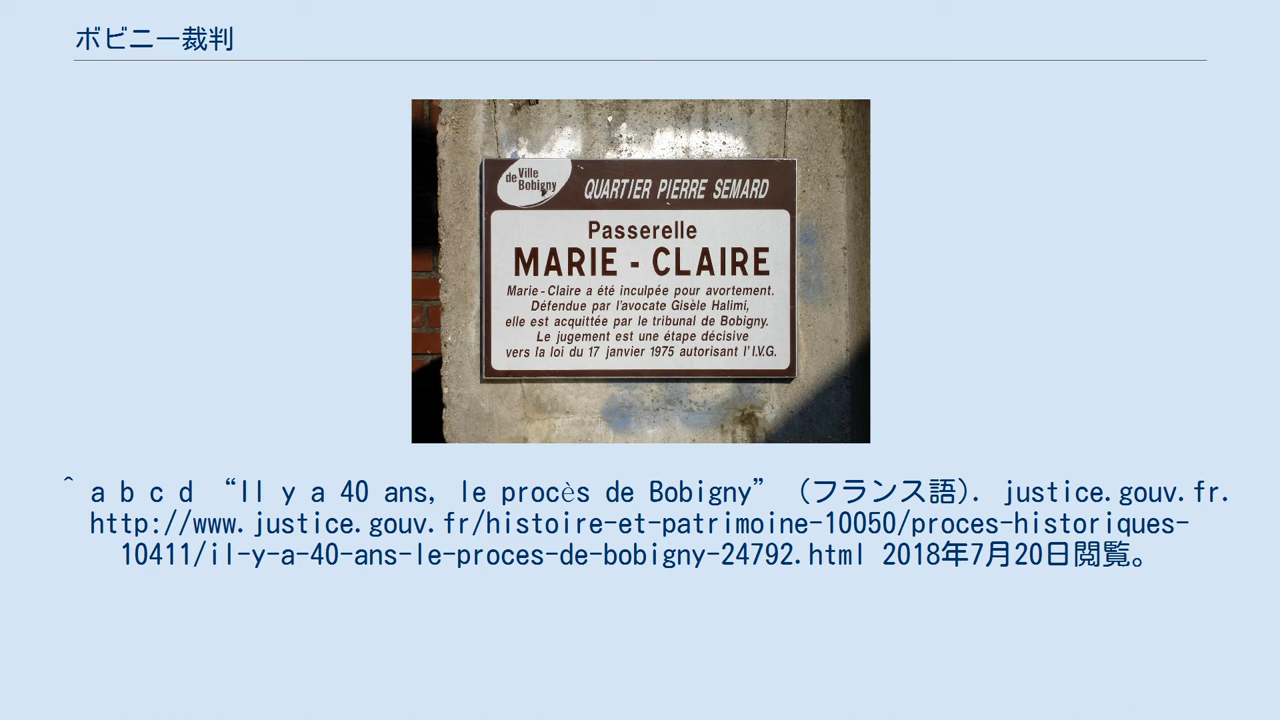 ボビニー裁判
de Ville
Bobigny
QUARTIER PIERRE SEMARD
Passerelle
MARIE - CLAIRE
Marie-Claire a été inculpée pour avortement.
Défendue par l'avocate Gisèle Halimi,
elle est acquittée par le tribunal de Bobigny.
Le jugement est une étape décisive
vers la loi du 17 janvier 1975 autorisant l'I.V.G.
^ a b c d “Il y a 40 ans, le procès de Bobigny” (フランス語). justice.gouv.fr.
http://www.justice.gouv.fr/histoire-et-patrimoine-10050/proces-historiques-
10411/il-y-a-40-ans-le-proces-de-bobigny-24792.html 2018年7月20日閲覧。